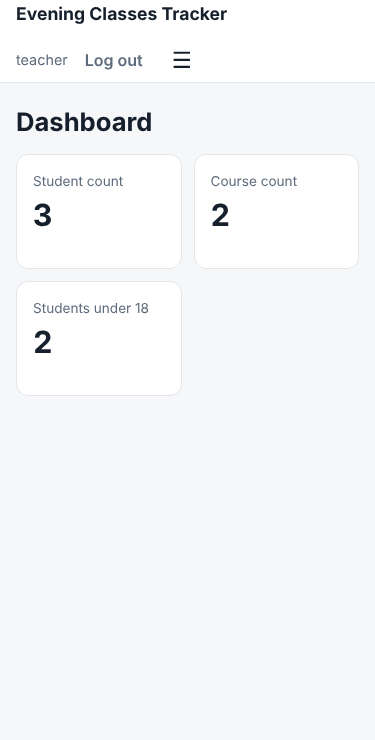 Evening Classes Tracker
teacher Log out ☰
Dashboard
Student count
3
Course count
2
Students under 18
2